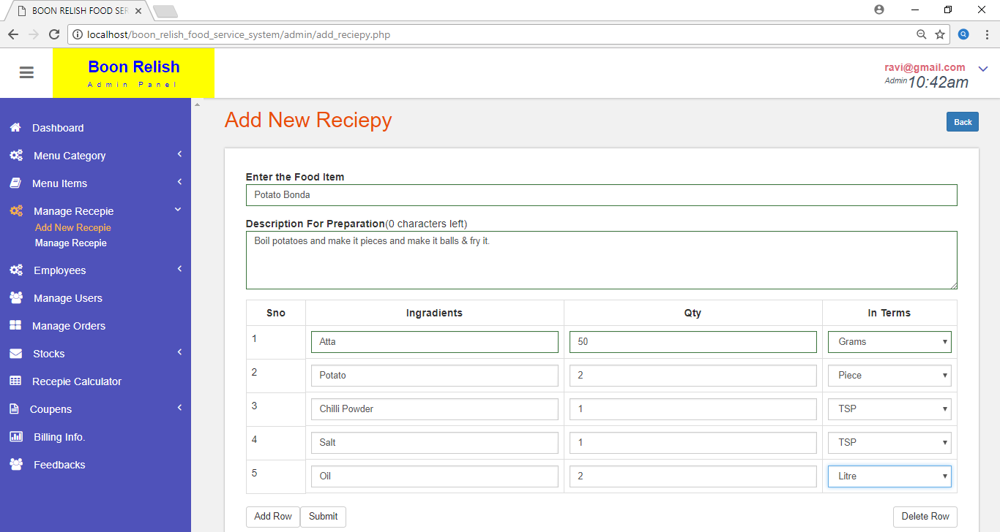 BOON RELISH FOOD SER
localhost/boon_relish_food_service_system/admin/add_reciepy.php
Boon Relish
Admin Panel
ravi@gmail.com
Admin 10:42am
Dashboard
Menu Category
Menu Items
Manage Recepie
Add New Recepie
Manage Recepie
Employees
Manage Users
Manage Orders
Stocks
Recepie Calculator
Coupens
Billing Info.
Feedbacks
Add New Reciepy
Back
Enter the Food Item
Potato Bonda
Description For Preparation(0 characters left)
Boil potatoes and make it pieces and make it balls & fry it.
Sno Ingradients Qty In Terms
1 Atta 50 Grams
2 Potato 2 Piece
3 Chilli Powder 1 TSP
4 Salt 1 TSP
5 Oil 2 Litre
Add Row Submit Delete Row